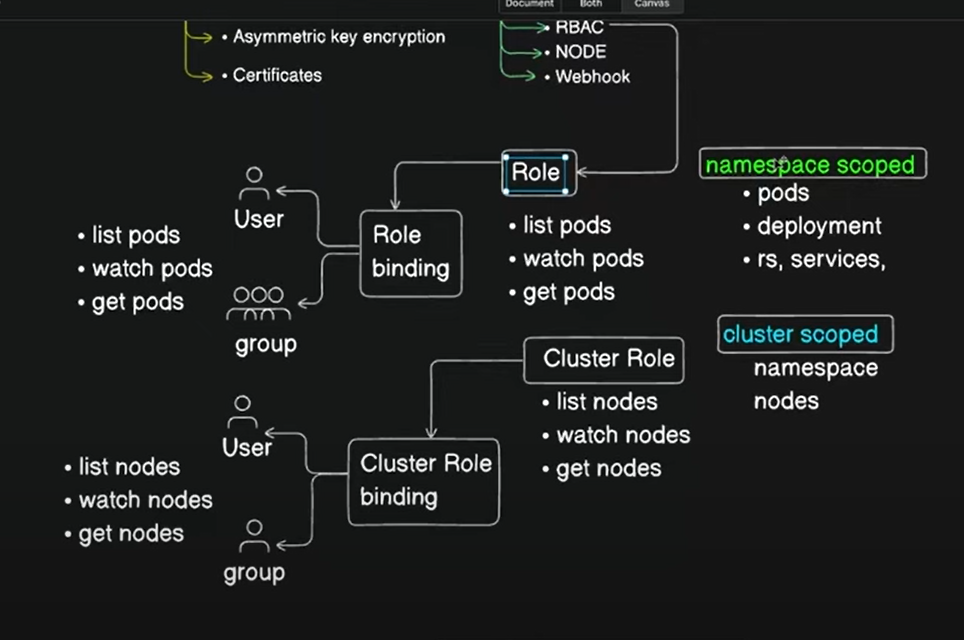 Document Both Canvas
• Asymmetric key encryption
• Certificates
• RBAC
• NODE
• Webhook
Role
namespace scoped
• pods
• deployment
• rs, services,
User
• list pods
• watch pods
• get pods
Role
binding
• list pods
• watch pods
• get pods
group
cluster scoped
namespace
nodes
Cluster Role
• list nodes
• watch nodes
• get nodes
User
• list nodes
• watch nodes
• get nodes
Cluster Role
binding
group